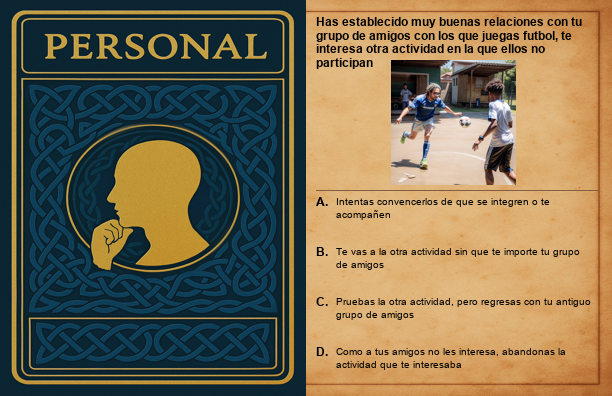 PERSONAL
Has establecido muy buenas relaciones con tu
grupo de amigos con los que juegas futbol, te
interesa otra actividad en la que ellos no
participan
A. Intentas convencerlos de que se integren o te
acompañen
B. Te vas a la otra actividad sin que te importe tu grupo
de amigos
C. Pruebas la otra actividad, pero regresas con tu antiguo
grupo de amigos
D. Como a tus amigos no les interesa, abandonas la
actividad que te interesaba